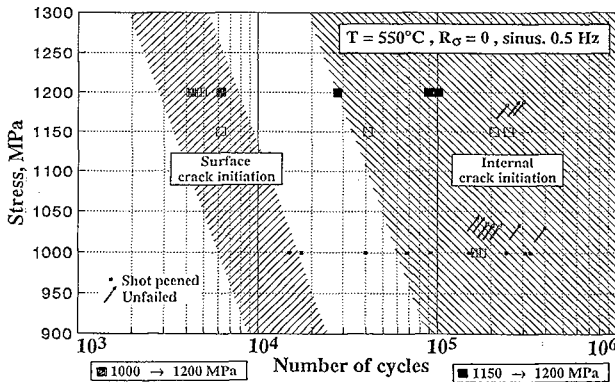 1300
1200
1150
1100
1050
1000
950
900
Stress, MPa
T = 550°C , Rσ = 0 , sinus. 0.5 Hz
Surface
crack initiation
Internal
crack initiation
Shot peened
Unfailed
10³
10⁴
10⁵
10⁶
Number of cycles
1000 → 1200 MPa
1150 → 1200 MPa